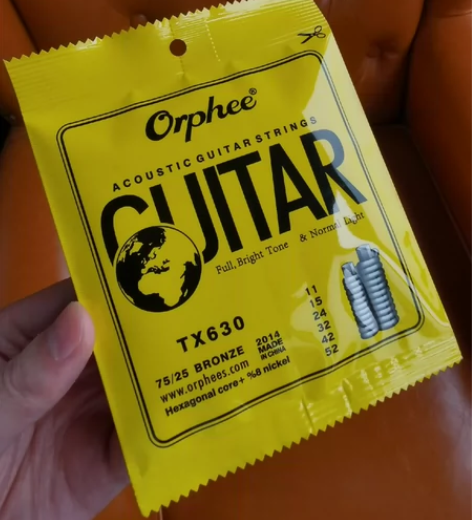 Orphee®
ACOUSTIC GUITAR STRINGS
GUITAR
Full, Bright Tone & Normal Light
TX630
75/25 BRONZE 2014 MADE IN CHINA
www.orphees.com
Hexagonal core+ %8 nickel
11
15
24
32
42
52